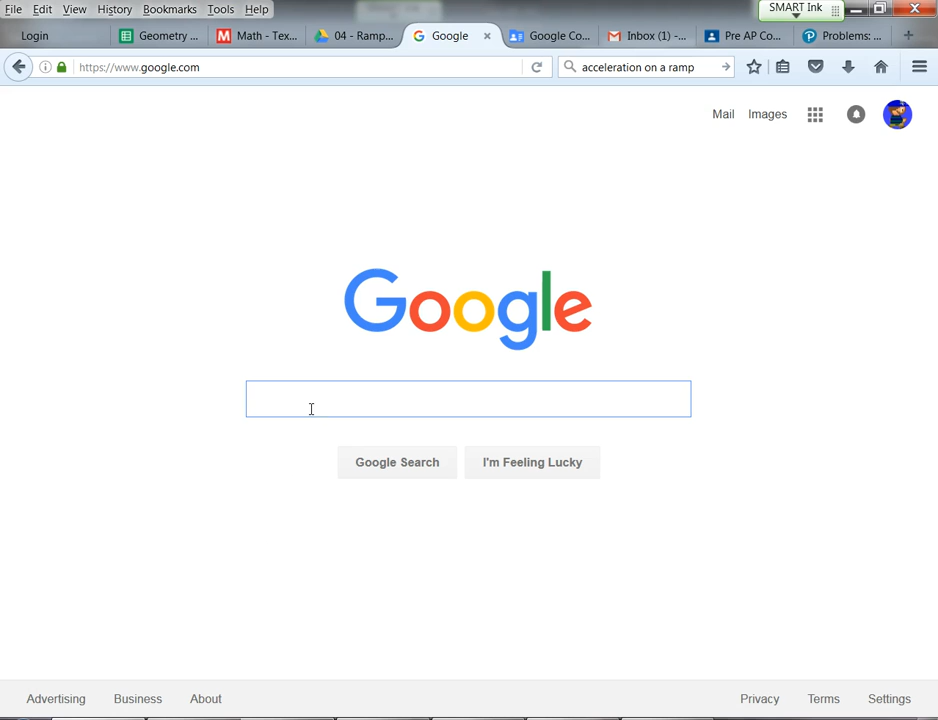 File Edit View History Bookmarks Tools Help
SMART Ink
Login
Geometry ...
Math - Tex...
04 - Ramp...
Google
Google Co...
Inbox (1) -...
Pre AP Co...
Problems: ...
https://www.google.com
acceleration on a ramp
Mail Images
Google
Google Search
I'm Feeling Lucky
Advertising Business About
Privacy Terms Settings